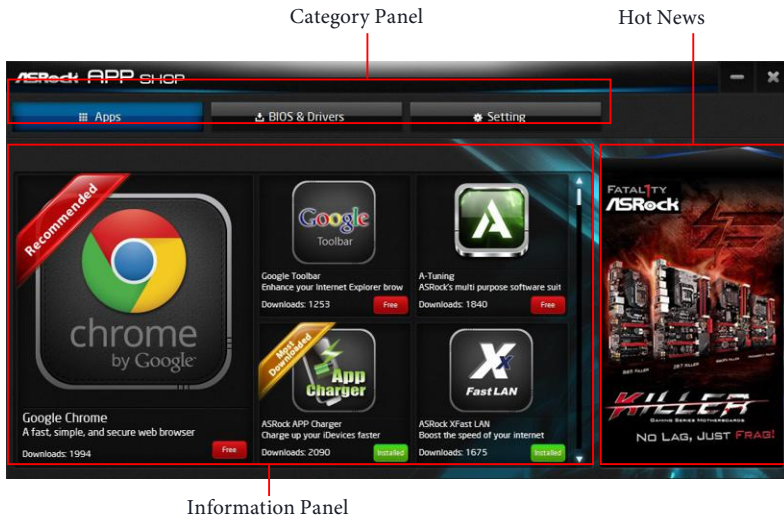 Category Panel
Hot News
ASRock APP SHOP
Apps
BIOS & Drivers
Setting
Recommended
chrome
by Google
Google Chrome
A fast, simple, and secure web browser
Downloads: 1994
Free
Google
Toolbar
Google Toolbar
Enhance your Internet Explorer brow
Downloads: 1253
Free
A-Tuning
ASRock's multi purpose software suit
Downloads: 1840
Free
Most
Downloaded
App
Charger
ASRock APP Charger
Charge up your iDevices faster
Downloads: 2090
Installed
X
Fast LAN
ASRock XFast LAN
Boost the speed of your internet
Downloads: 1675
Installed
FATAL1TY
ASRock
KILLER
GAMING SERIES MOTHERBOARDS
NO LAG, JUST FRAG!
Information Panel